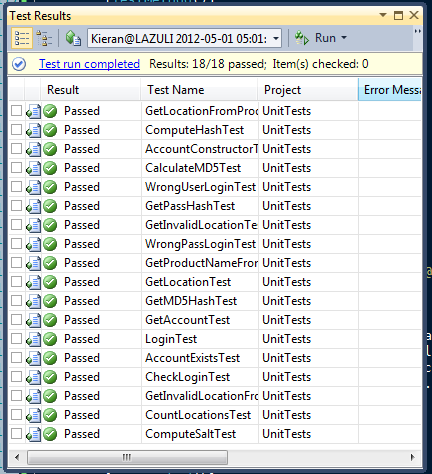 Test Results
Kieran@LAZULI 2012-05-01 05:01: Run
Test run completed Results: 18/18 passed; Item(s) checked: 0
Result Test Name Project Error Messa
Passed GetLocationFromProd UnitTests
Passed ComputeHashTest UnitTests
Passed AccountConstructorT UnitTests
Passed CalculateMD5Test UnitTests
Passed WrongUserLoginTest UnitTests
Passed GetPassHashTest UnitTests
Passed GetInvalidLocationTe UnitTests
Passed WrongPassLoginTest UnitTests
Passed GetProductNameFron UnitTests
Passed GetLocationTest UnitTests
Passed GetMD5HashTest UnitTests
Passed GetAccountTest UnitTests
Passed LoginTest UnitTests
Passed AccountExistsTest UnitTests
Passed CheckLoginTest UnitTests
Passed GetInvalidLocationFro UnitTests
Passed CountLocationsTest UnitTests
Passed ComputeSaltTest UnitTests